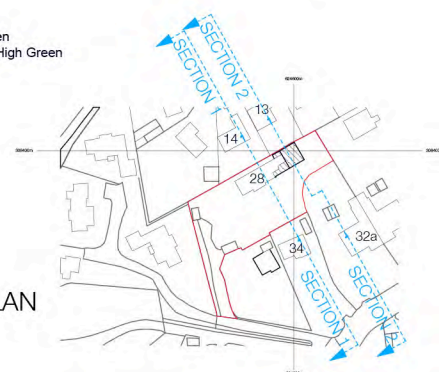 en
High Green
SECTION 1
SECTION 2
13
14
28
34
32a
LAN
SECTION 1
SECTION 2